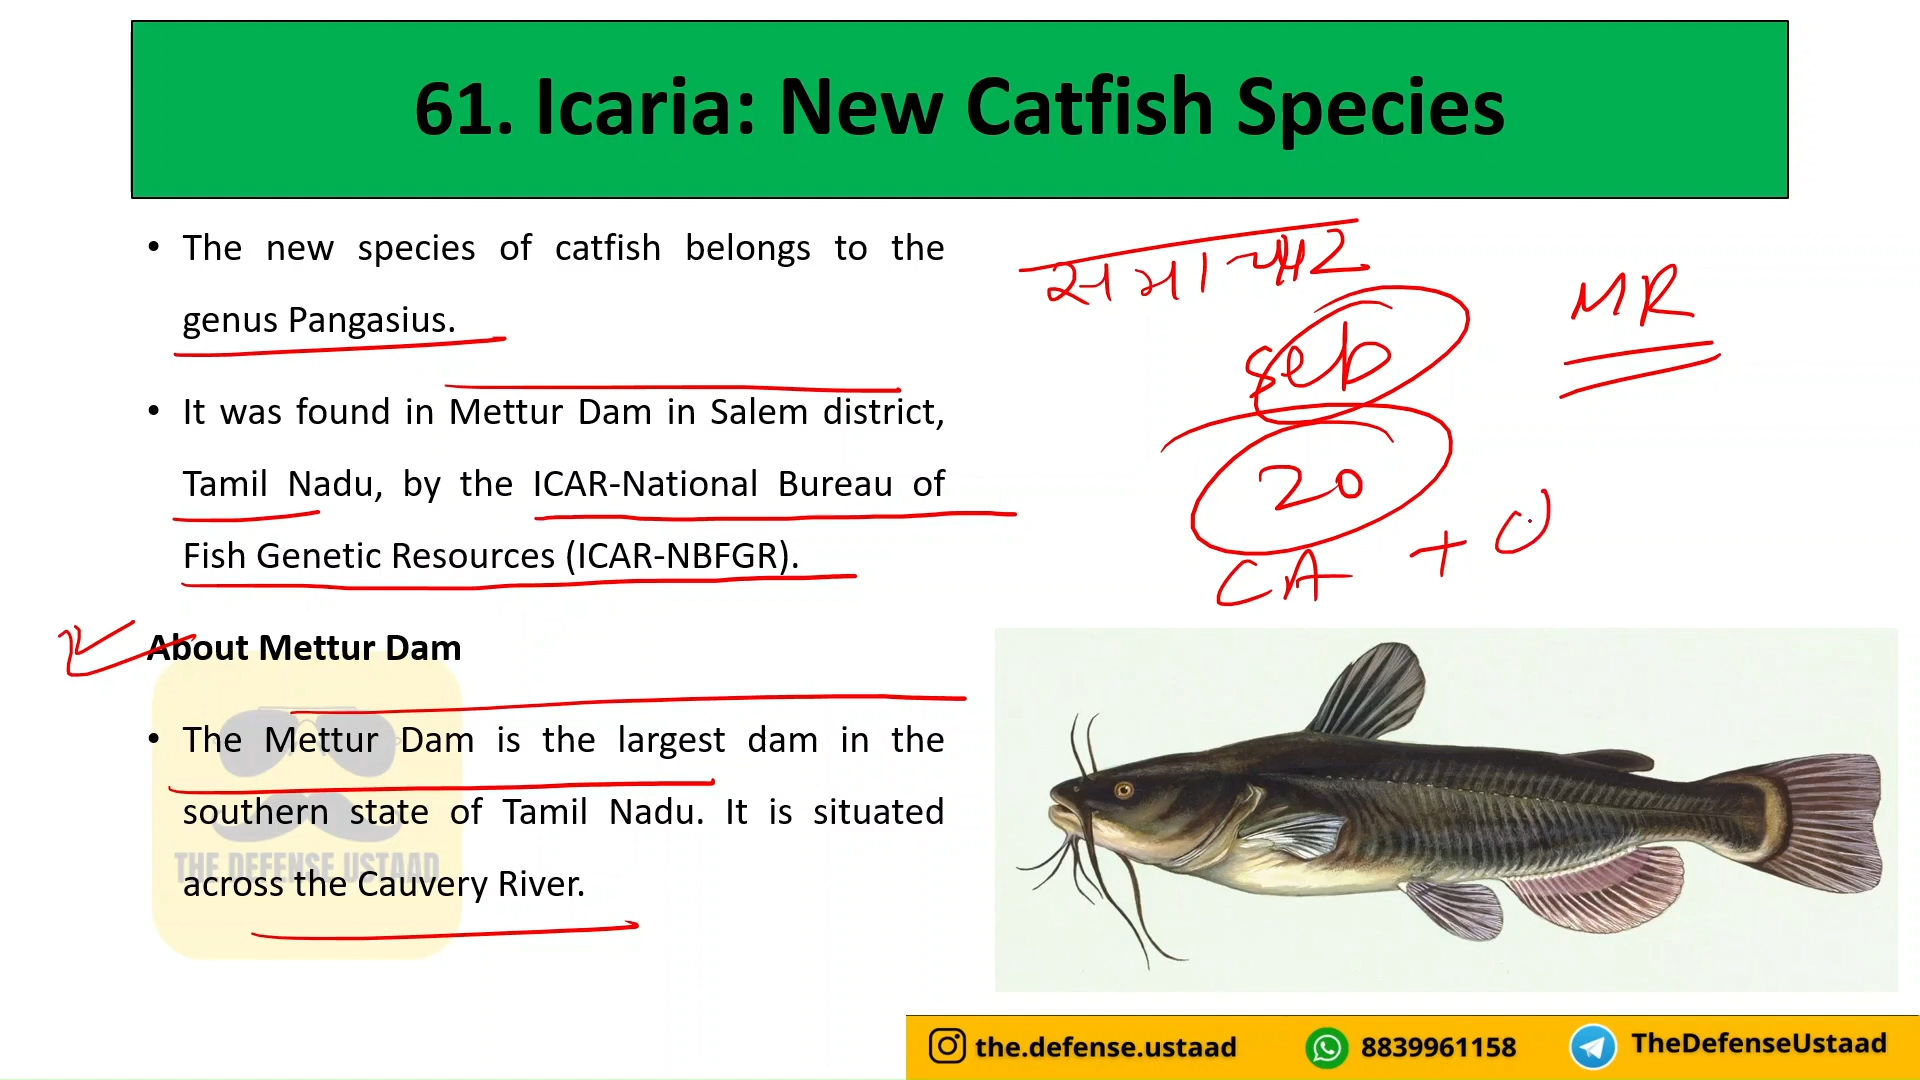 61. Icaria: New Catfish Species
• The new species of catfish belongs to the
genus Pangasius.
• It was found in Mettur Dam in Salem district,
Tamil Nadu, by the ICAR-National Bureau of
Fish Genetic Resources (ICAR-NBFGR).
About Mettur Dam
• The Mettur Dam is the largest dam in the
southern state of Tamil Nadu. It is situated
across the Cauvery River.
THE DEFENSE USTAAD
MR
20
CA +
the.defense.ustaad
8839961158
TheDefenseUstaad